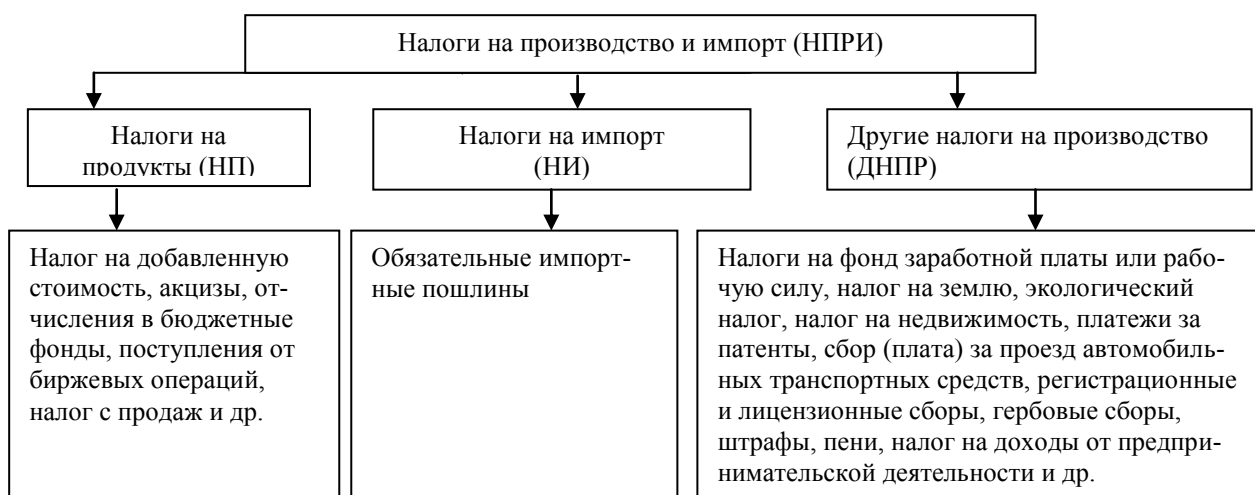 Налоги на производство и импорт (НПРИ)
Налоги на
продукты (НП)
Налоги на импорт
(НИ)
Другие налоги на производство
(ДНПР)
Налог на добавленную
стоимость, акцизы, от-
числения в бюджетные
фонды, поступления от
биржевых операций,
налог с продаж и др.
Обязательные импорт-
ные пошлины
Налоги на фонд заработной платы или рабо-
чую силу, налог на землю, экологический
налог, налог на недвижимость, платежи за
патенты, сбор (плата) за проезд автомобиль-
ных транспортных средств, регистрационные
и лицензионные сборы, гербовые сборы,
штрафы, пени, налог на доходы от предпри-
нимательской деятельности и др.